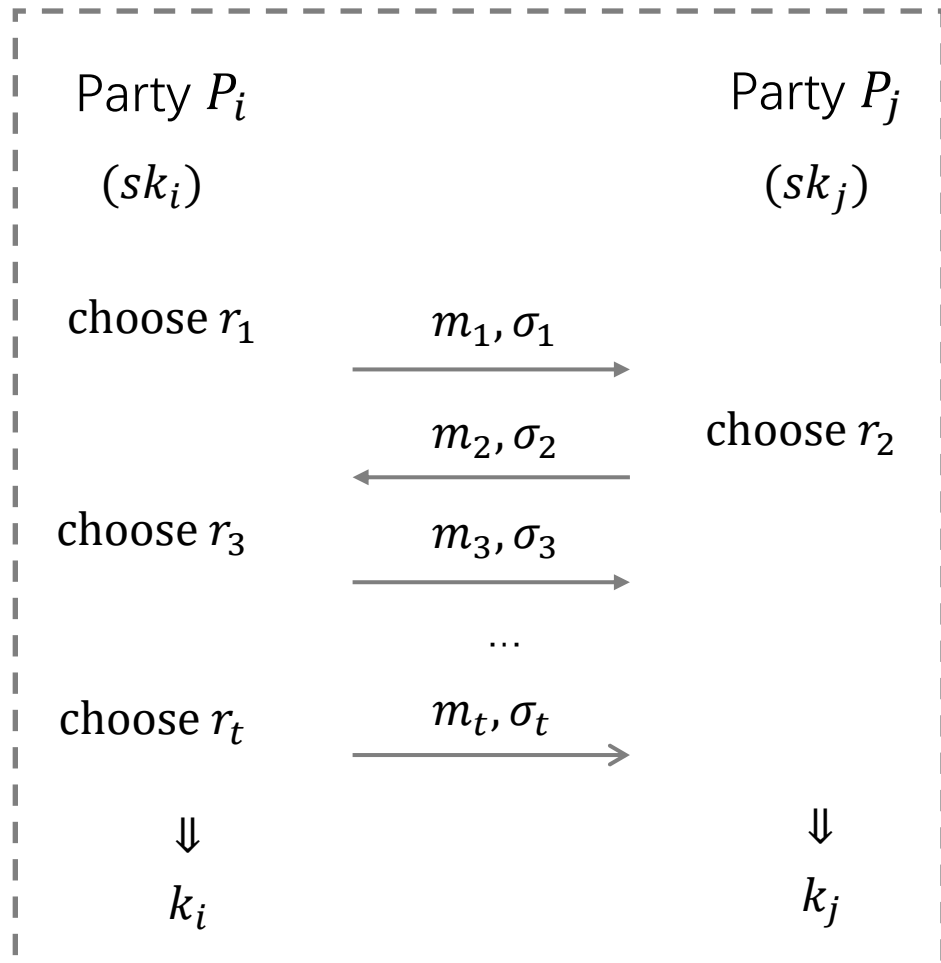 Party P_i
Party P_j
(sk_i)
(sk_j)
choose r_1
m_1, σ_1
m_2, σ_2
choose r_2
choose r_3
m_3, σ_3
...
choose r_t
m_t, σ_t
⇓
⇓
k_i
k_j